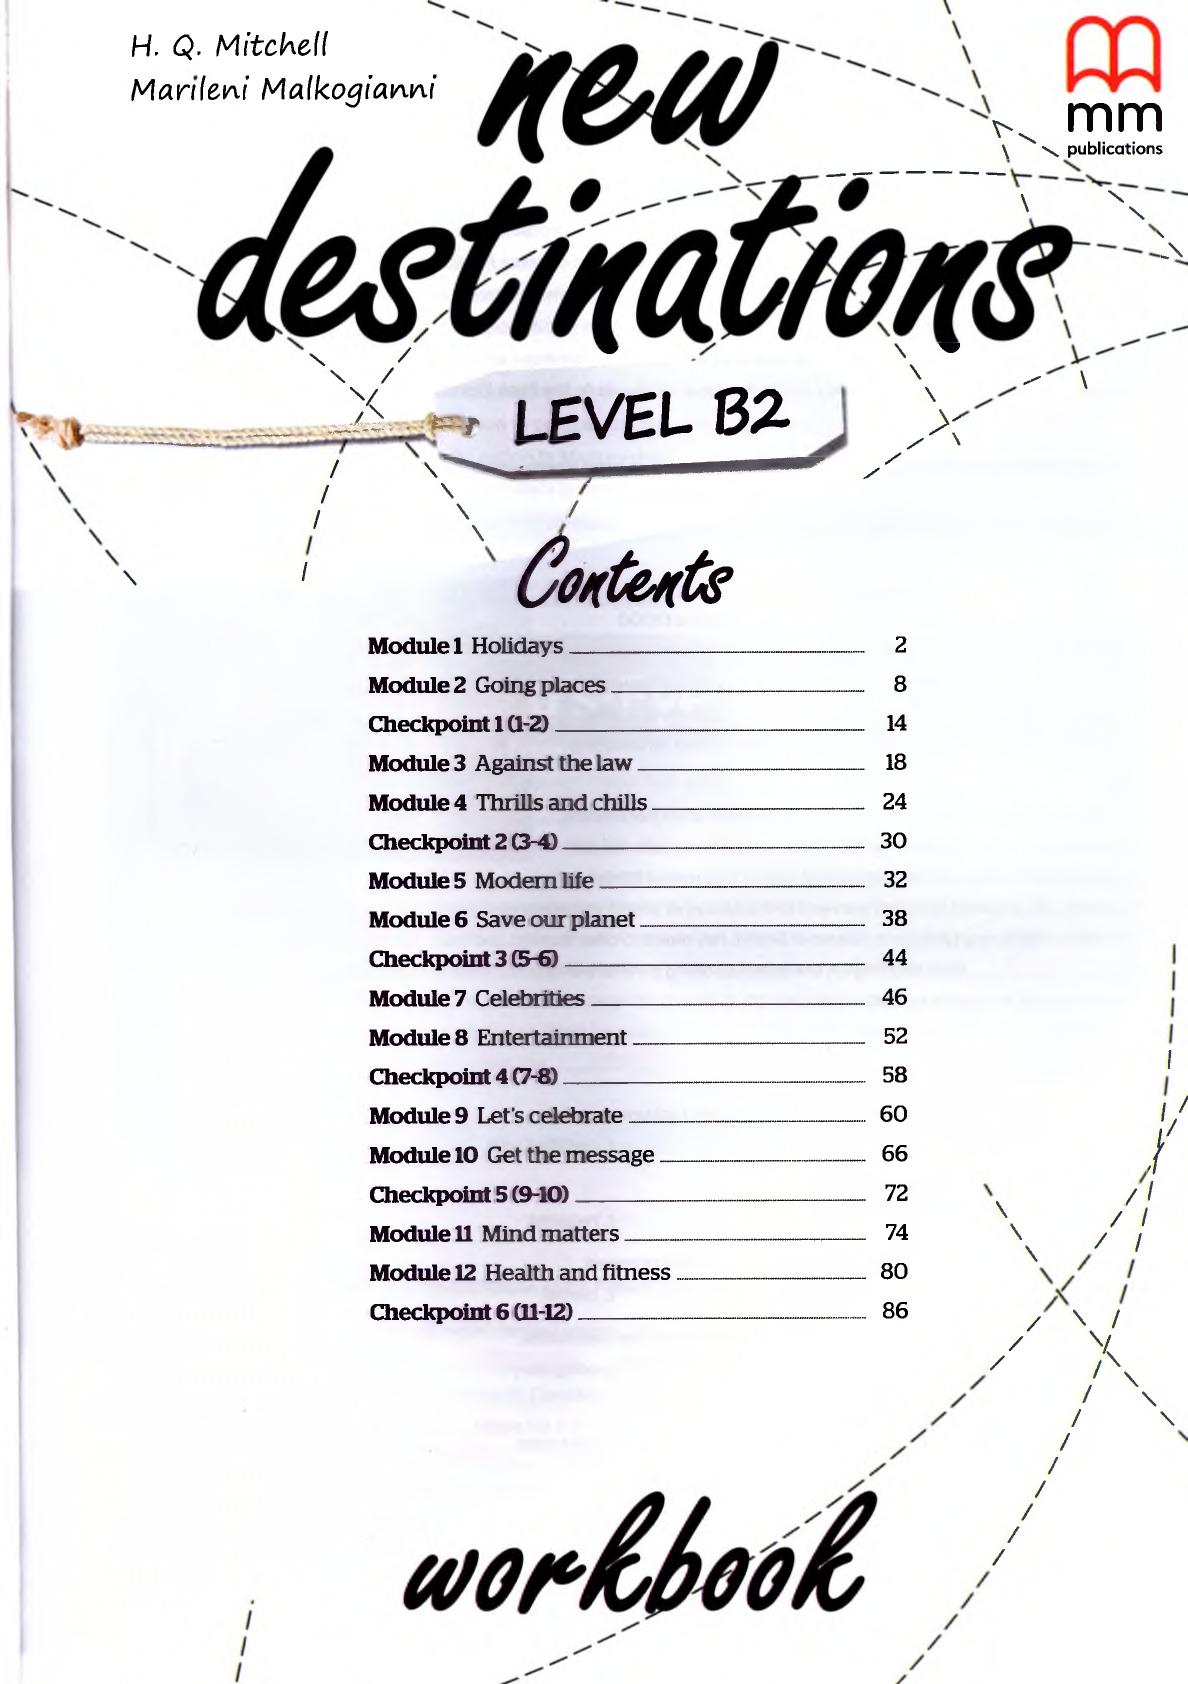 H. Q. Mitchell
Marileni Malkogianni
new
destinations
mm
publications
LEVEL B2
Contents
Module 1 Holidays 2
Module 2 Going places 8
Checkpoint 1 (1-2) 14
Module 3 Against the law 18
Module 4 Thrills and chills 24
Checkpoint 2 (3-4) 30
Module 5 Modern life 32
Module 6 Save our planet 38
Checkpoint 3 (5-6) 44
Module 7 Celebrities 46
Module 8 Entertainment 52
Checkpoint 4 (7-8) 58
Module 9 Let's celebrate 60
Module 10 Get the message 66
Checkpoint 5 (9-10) 72
Module 11 Mind matters 74
Module 12 Health and fitness 80
Checkpoint 6 (11-12) 86
workbook